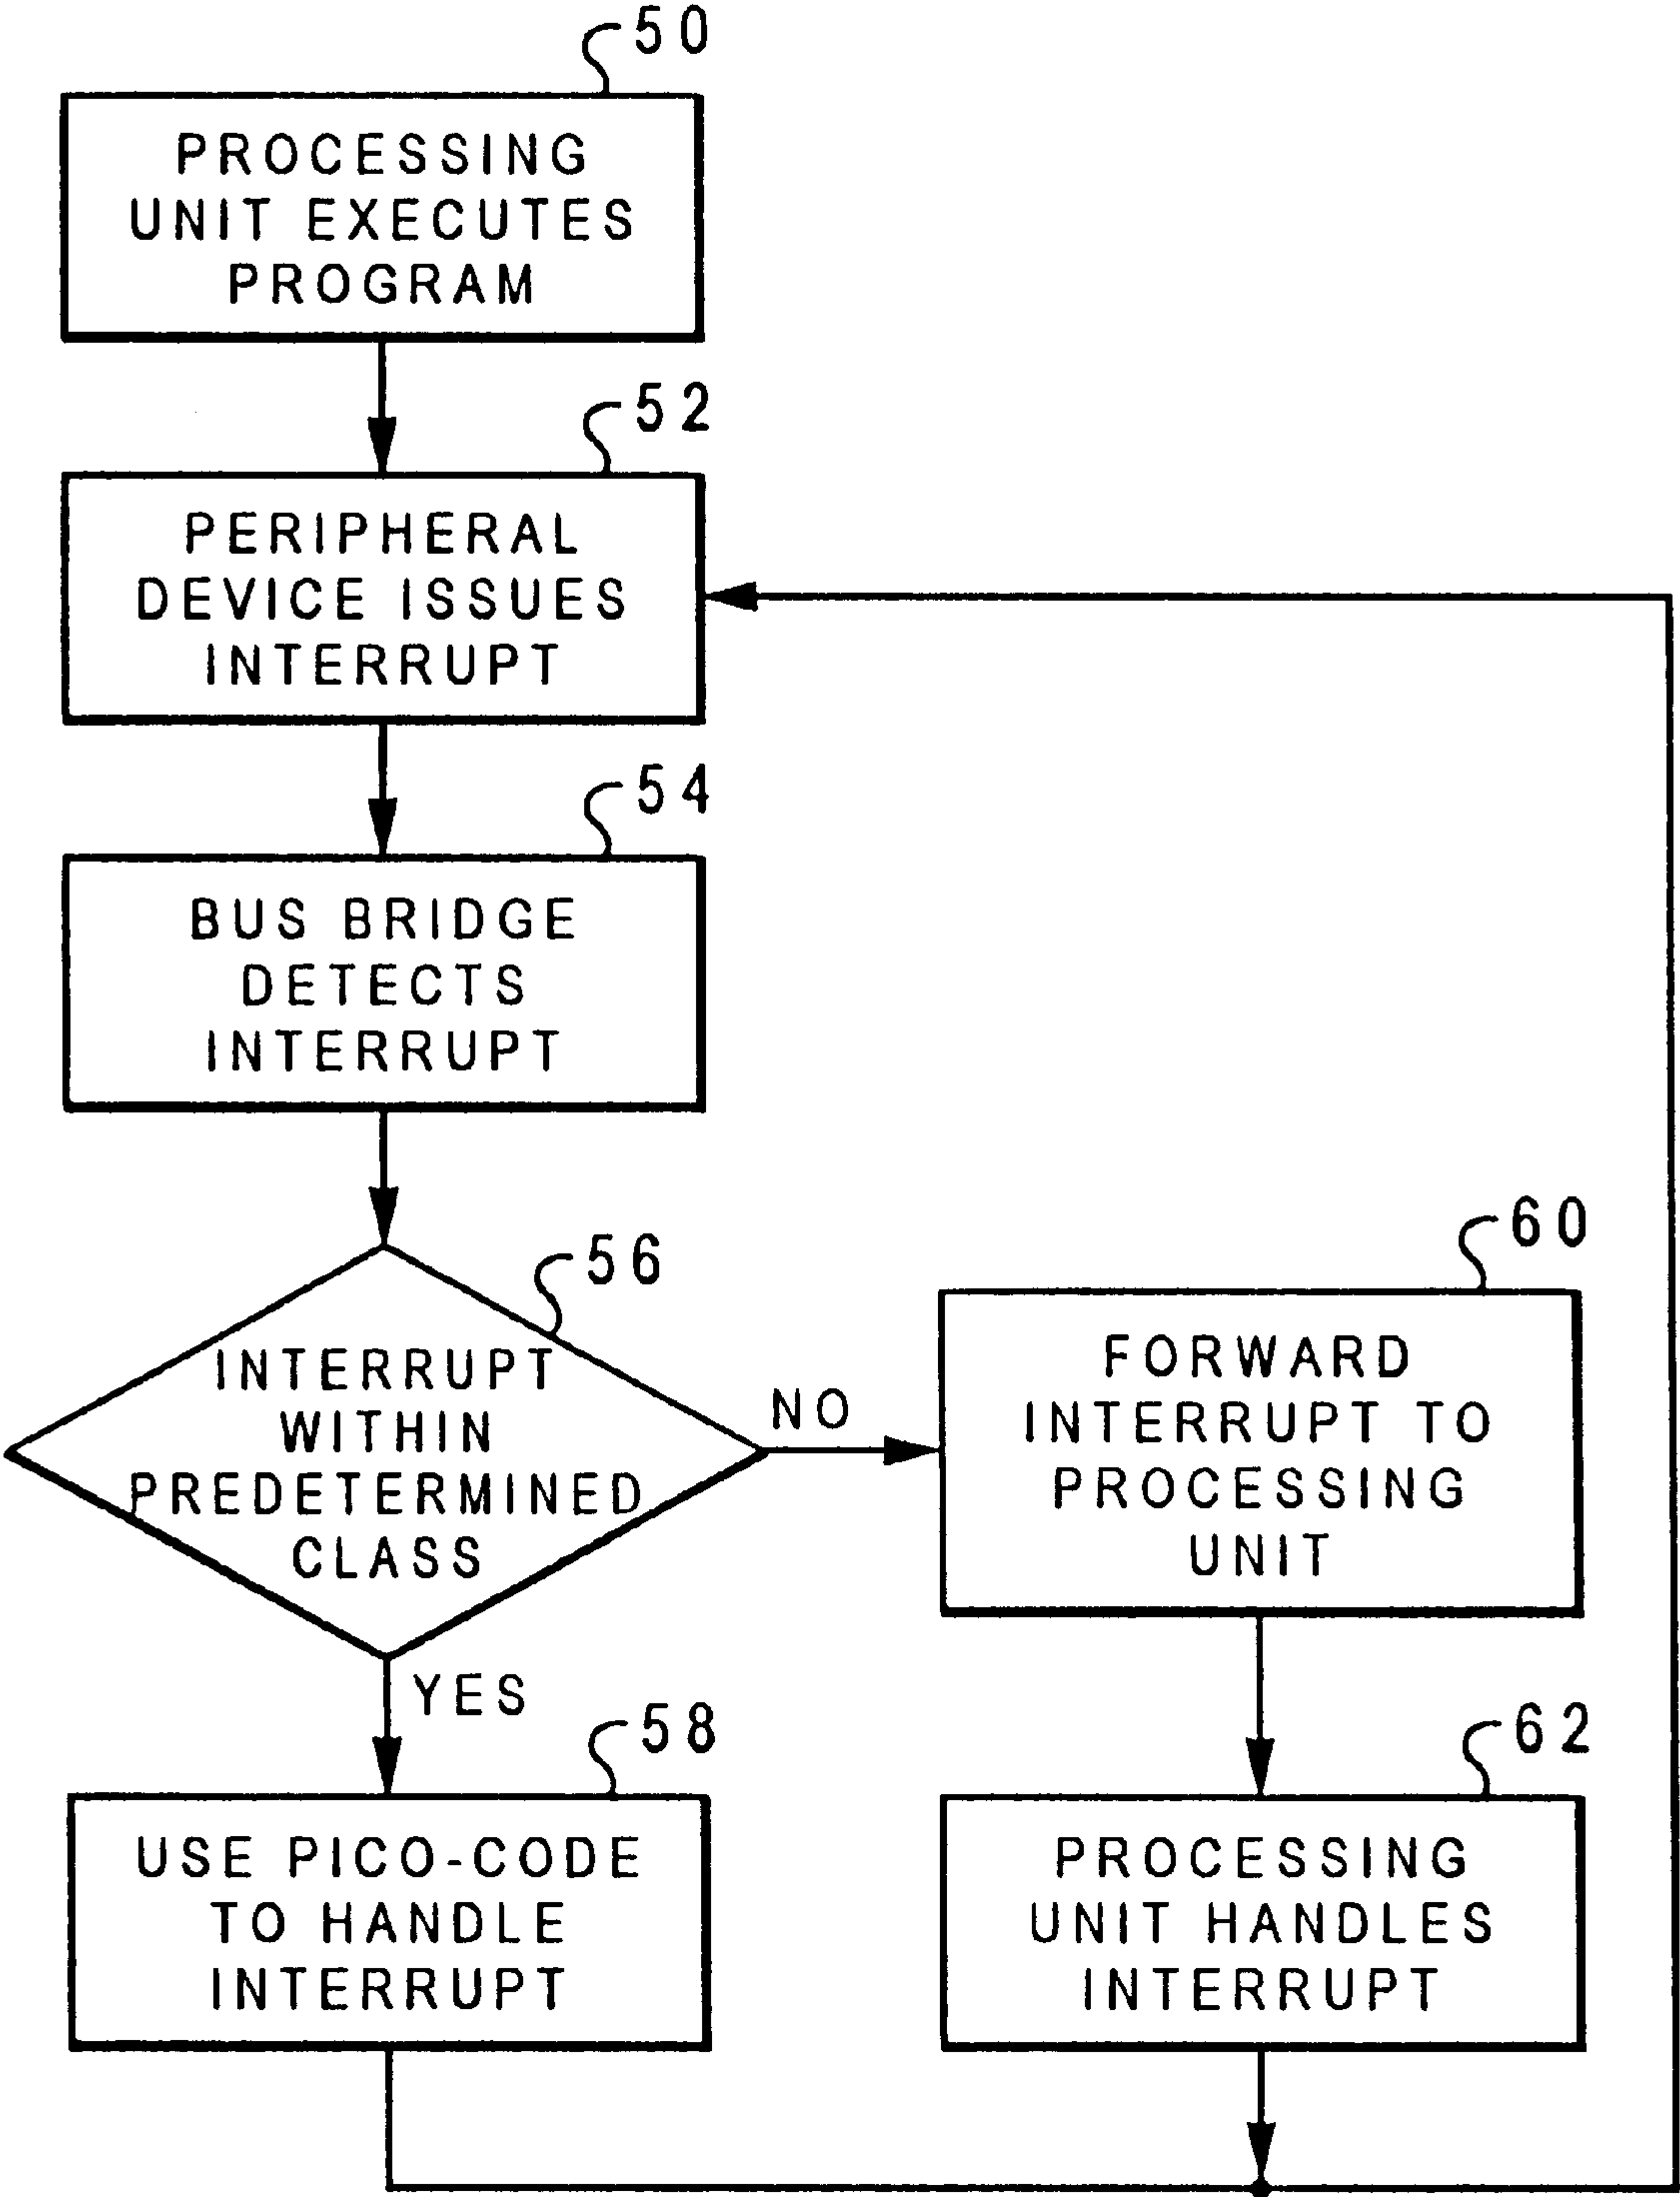 50
PROCESSING
UNIT EXECUTES
PROGRAM
52
PERIPHERAL
DEVICE ISSUES
INTERRUPT
54
BUS BRIDGE
DETECTS
INTERRUPT
56
INTERRUPT
WITHIN
PREDETERMINED
CLASS
NO
YES
60
FORWARD
INTERRUPT TO
PROCESSING
UNIT
58
USE PICO-CODE
TO HANDLE
INTERRUPT
62
PROCESSING
UNIT HANDLES
INTERRUPT